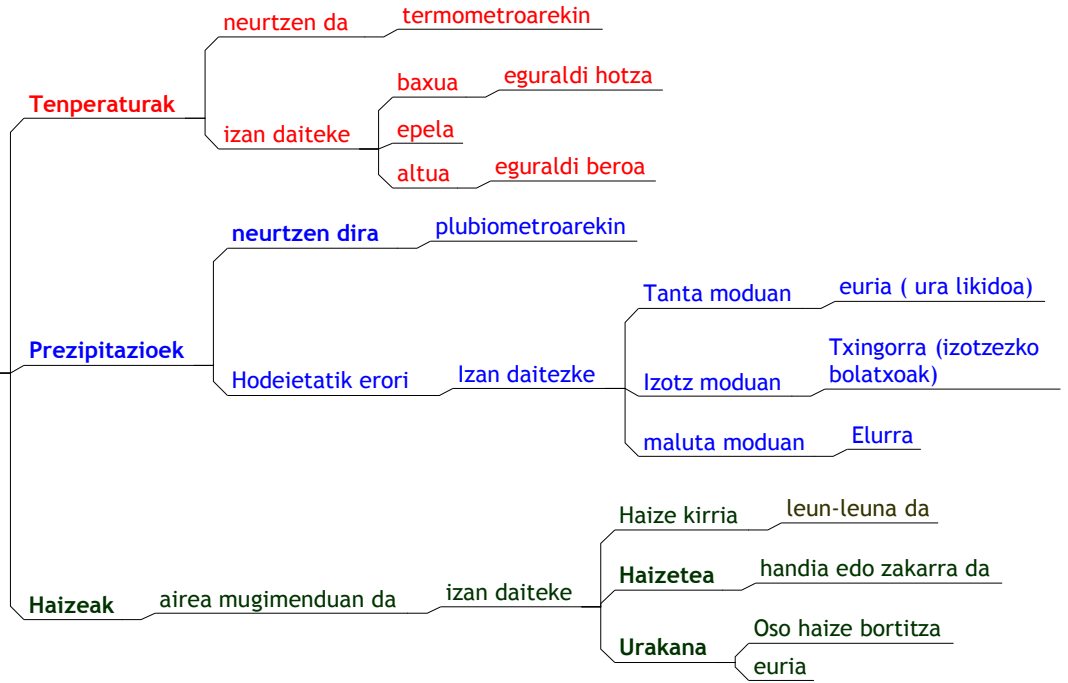 Tenperaturak
neurtzen da
termometroarekin
izan daiteke
baxua
eguraldi hotza
epela
altua
eguraldi beroa
Prezipitazioek
neurtzen dira
plubiometroarekin
Hodeietatik erori
Izan daitezke
Tanta moduan
euria ( ura likidoa)
Izotz moduan
Txingorra (izotzezko
bolatxoak)
maluta moduan
Elurra
Haizeak
airea mugimenduan da
izan daiteke
Haize kirria
leun-leuna da
Haizetea
handia edo zakarra da
Urakana
Oso haize bortitza
euria